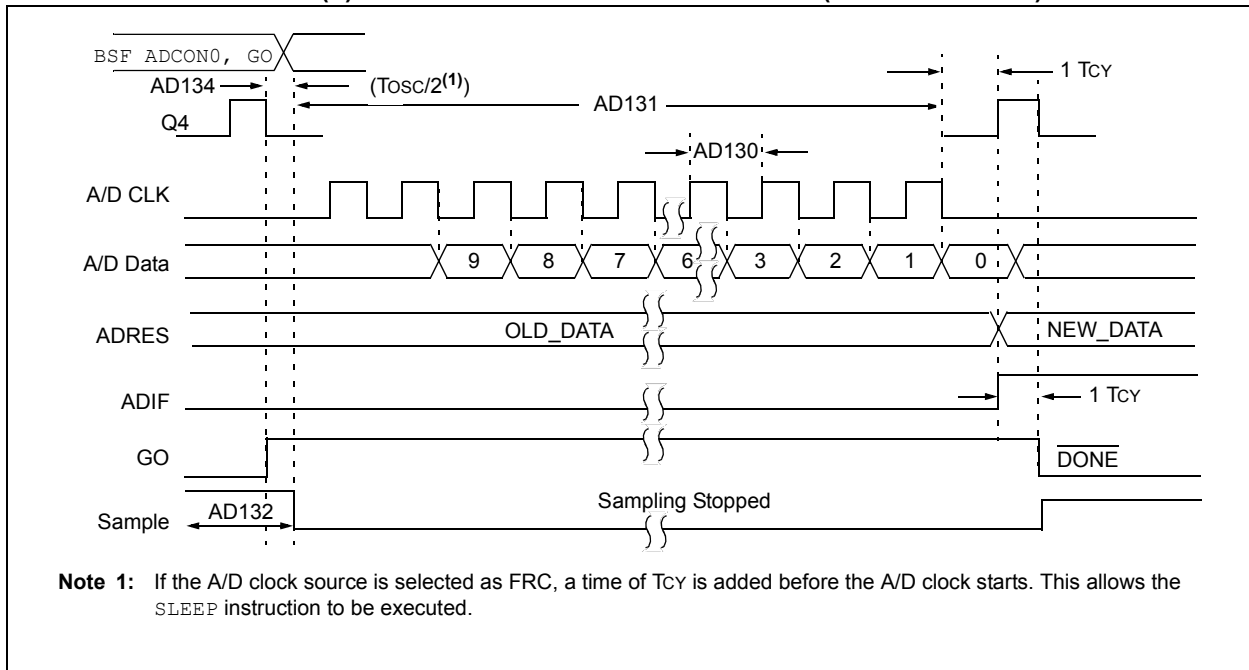 BSF ADCON0, GO
AD134
(TOSC/2(1))
1 TCY
AD131
Q4
AD130
A/D CLK
A/D Data
9 8 7 6 3 2 1 0
ADRES
OLD_DATA
NEW_DATA
ADIF
1 TCY
GO
DONE
Sample
AD132
Sampling Stopped
Note 1: If the A/D clock source is selected as FRC, a time of TCY is added before the A/D clock starts. This allows the
SLEEP instruction to be executed.